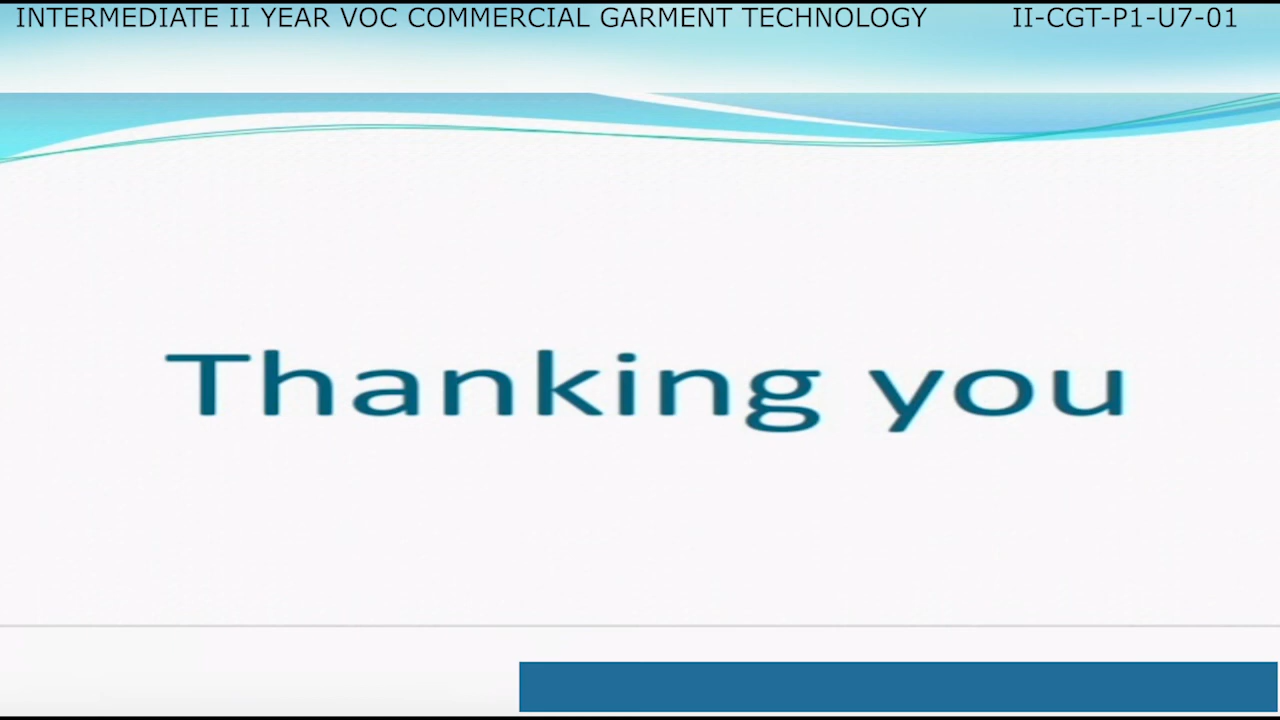 INTERMEDIATE II YEAR VOC COMMERCIAL GARMENT TECHNOLOGY II-CGT-P1-U7-01
Thanking you